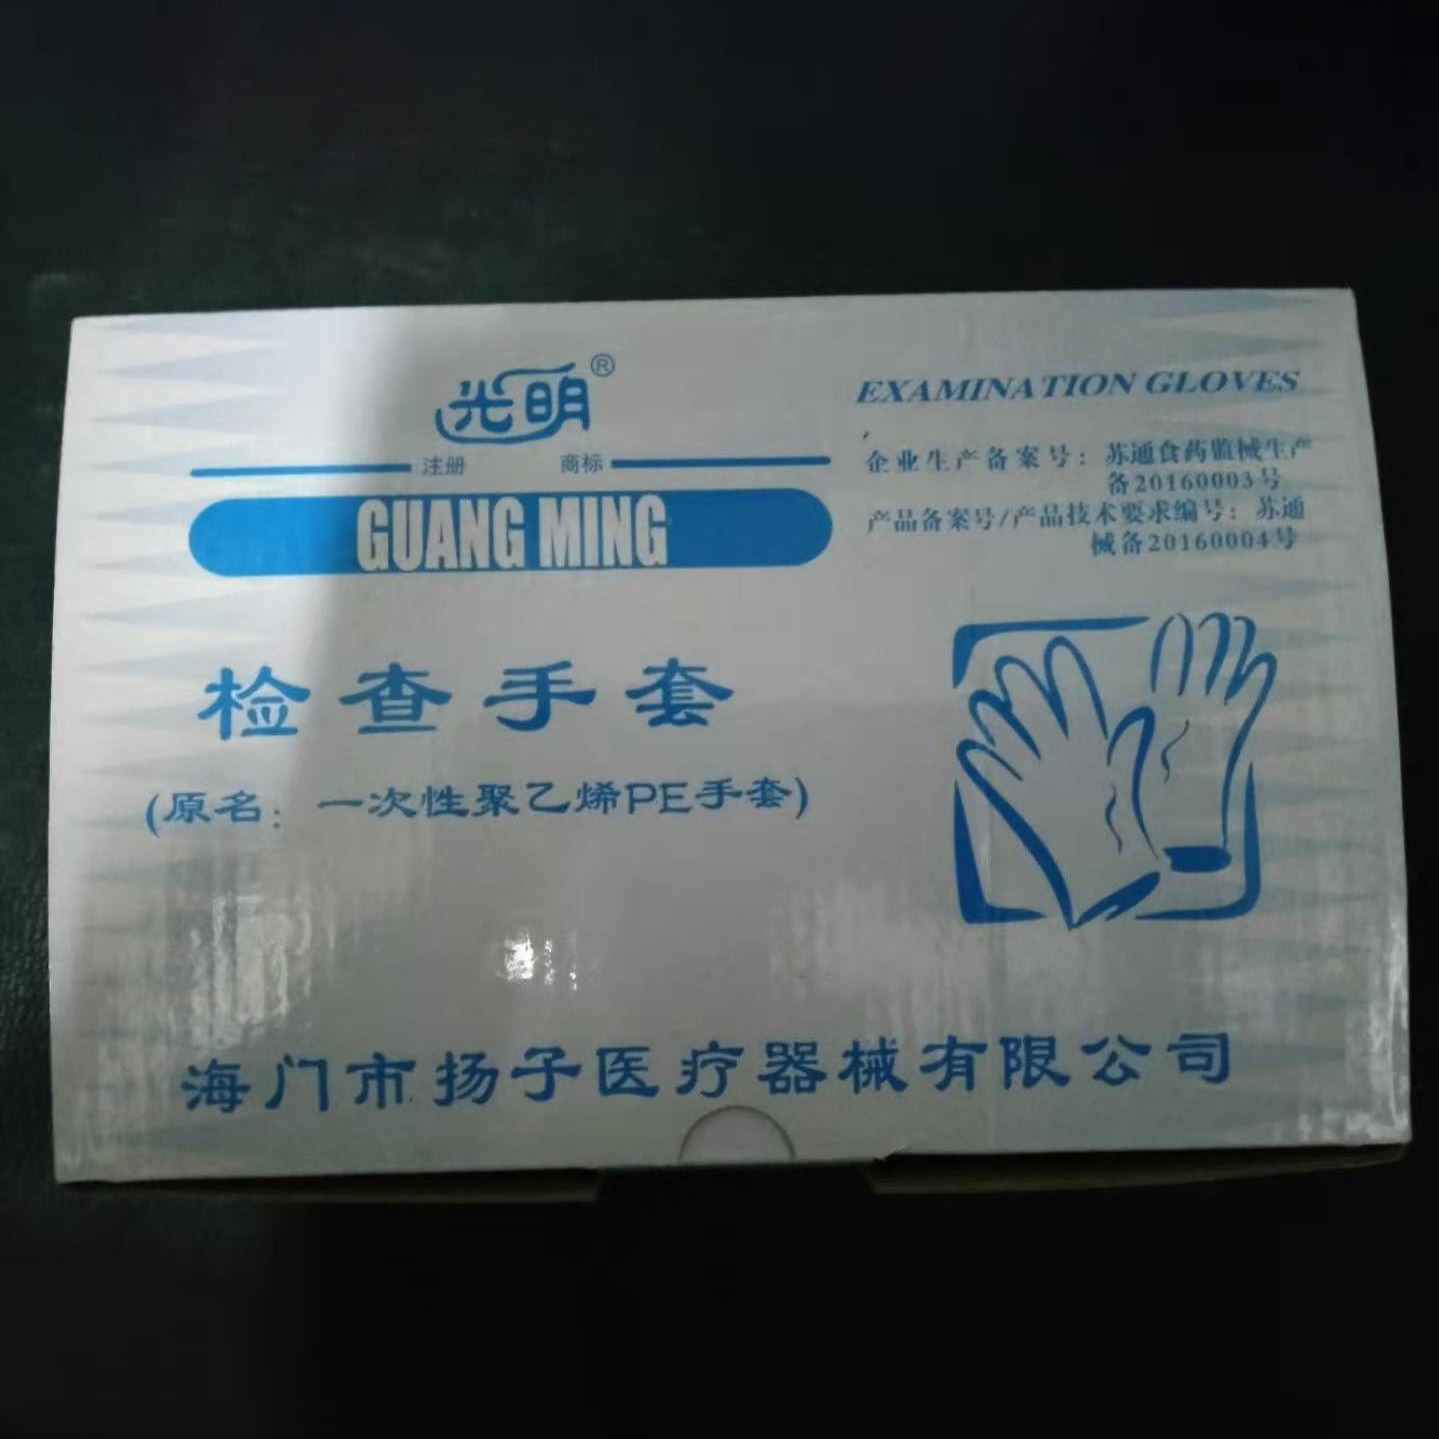 光明®
注册 商标
GUANG MING
EXAMINATION GLOVES
企业生产备案号：苏通食药监械生产
备20160003号
产品备案号/产品技术要求编号：苏通
械备20160004号
检查手套
(原名：一次性聚乙烯PE手套)
海门市扬子医疗器械有限公司